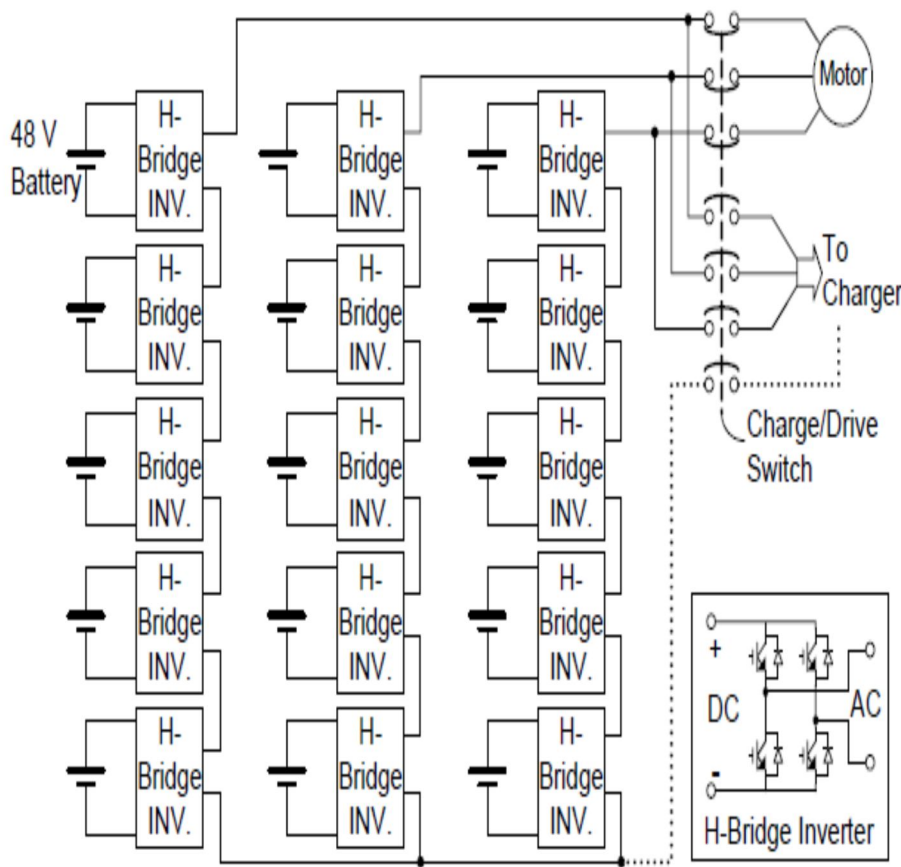 48 V
Battery
H-
Bridge
INV.
H-
Bridge
INV.
H-
Bridge
INV.
Motor
H-
Bridge
INV.
H-
Bridge
INV.
H-
Bridge
INV.
To
Charger
H-
Bridge
INV.
H-
Bridge
INV.
H-
Bridge
INV.
Charge/Drive
Switch
H-
Bridge
INV.
H-
Bridge
INV.
H-
Bridge
INV.
H-
Bridge
INV.
H-
Bridge
INV.
H-
Bridge
INV.
+
DC
-
AC
H-Bridge Inverter